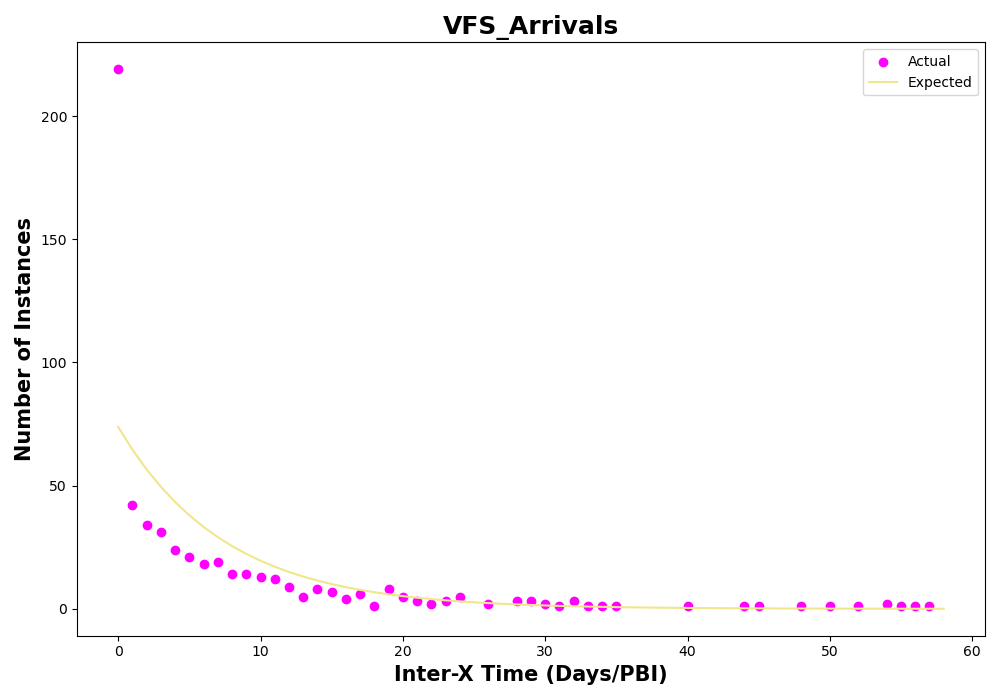 VFS_Arrivals
Actual
Expected
Number of Instances
200
150
100
50
0
0 10 20 30 40 50 60
Inter-X Time (Days/PBI)